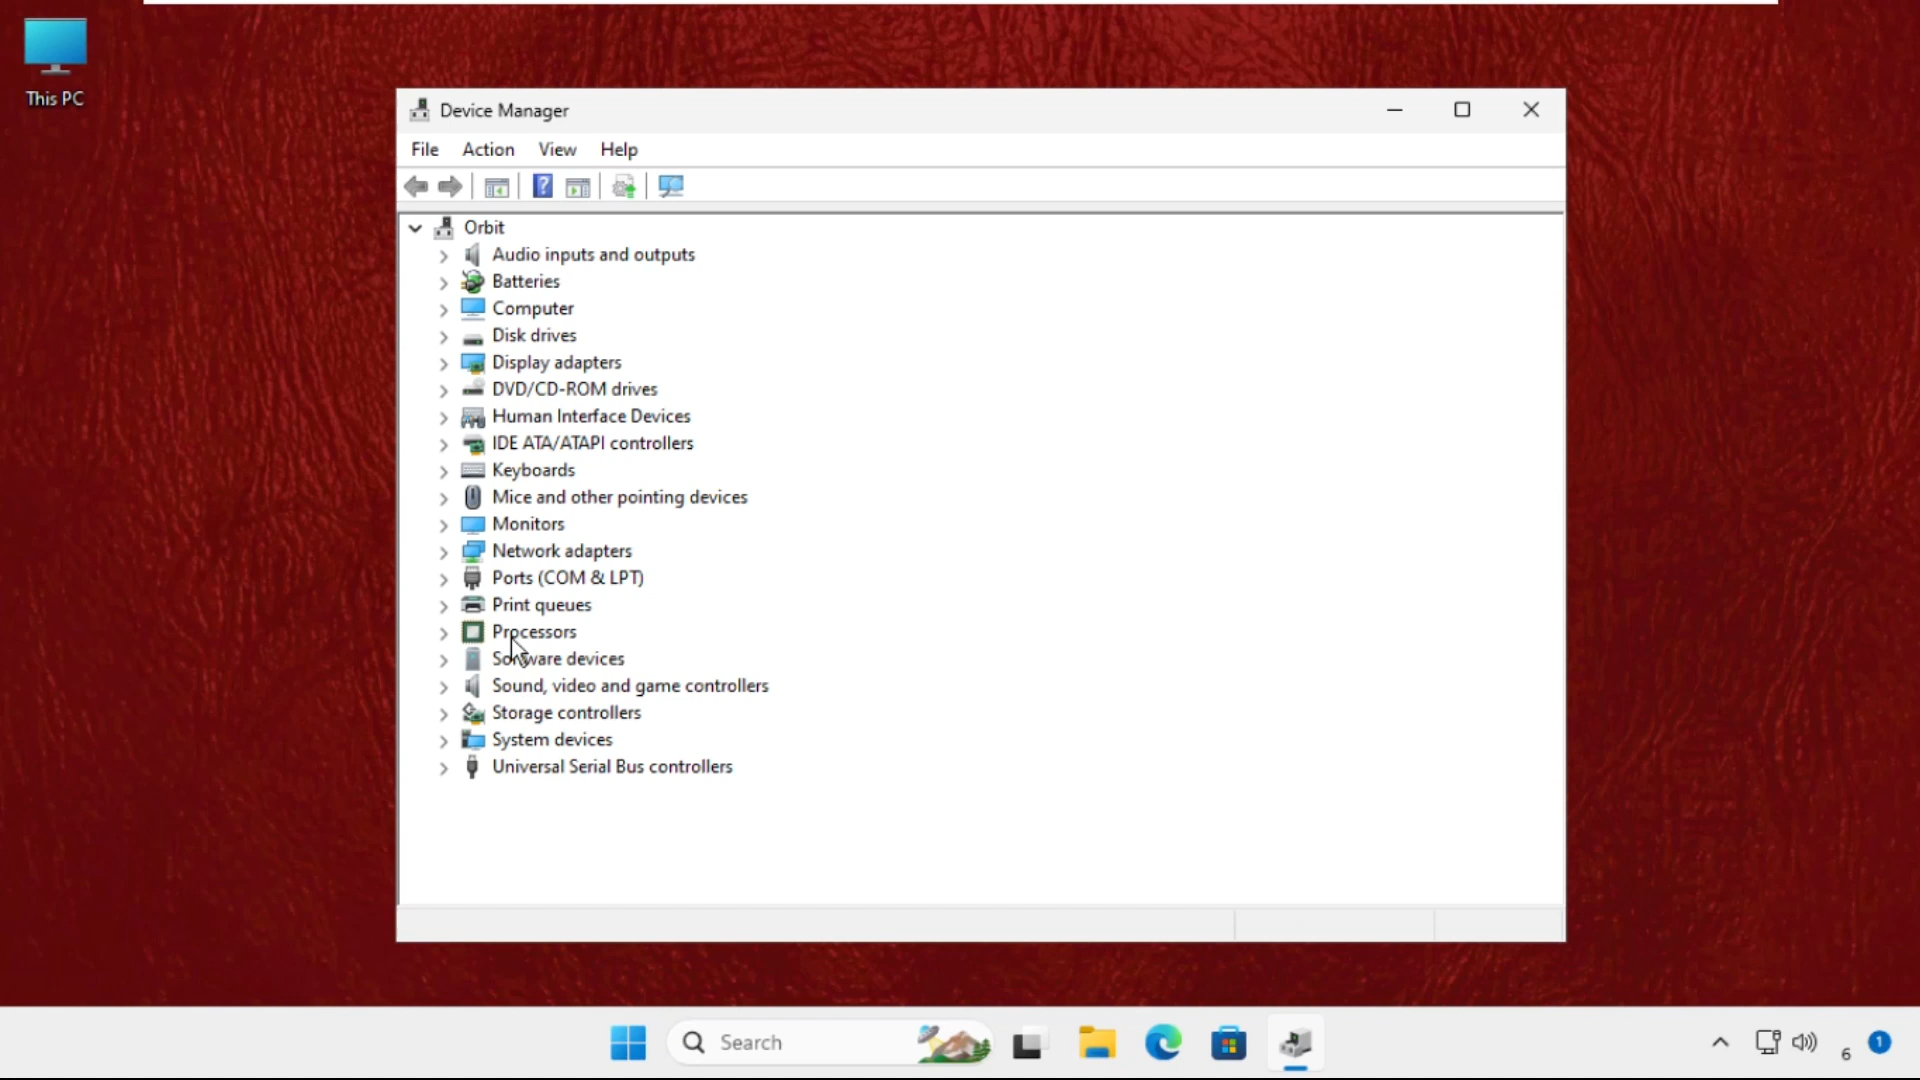 This PC
Device Manager
File Action View Help
Orbit
Audio inputs and outputs
Batteries
Computer
Disk drives
Display adapters
DVD/CD-ROM drives
Human Interface Devices
IDE ATA/ATAPI controllers
Keyboards
Mice and other pointing devices
Monitors
Network adapters
Ports (COM & LPT)
Print queues
Processors
Software devices
Sound, video and game controllers
Storage controllers
System devices
Universal Serial Bus controllers
Search
6 1